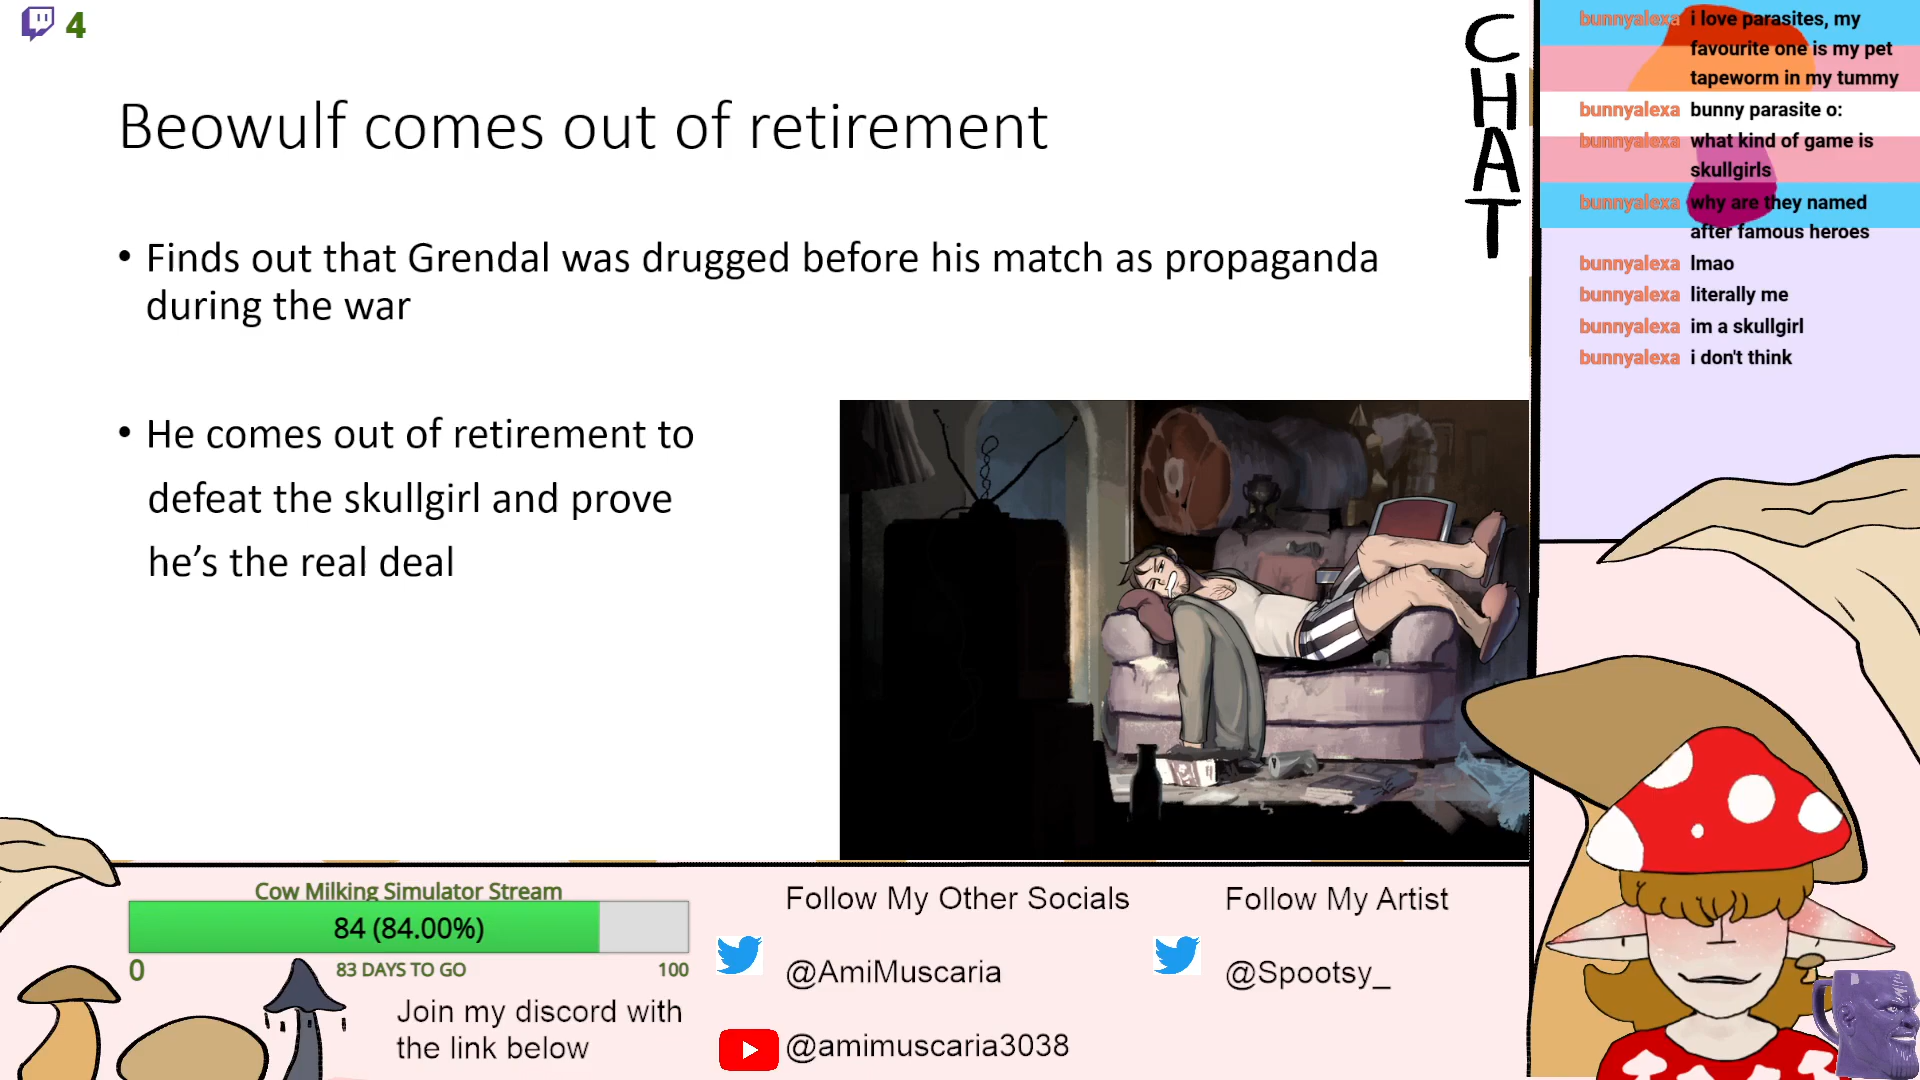 4
Beowulf comes out of retirement
• Finds out that Grendal was drugged before his match as propaganda
during the war
• He comes out of retirement to
defeat the skullgirl and prove
he’s the real deal
CHAT
bunnyalexa i love parasites, my
favourite one is my pet
tapeworm in my tummy
bunnyalexa bunny parasite o:
bunnyalexa what kind of game is
skullgirls
bunnyalexa why are they named
after famous heroes
bunnyalexa lmao
bunnyalexa literally me
bunnyalexa im a skullgirl
bunnyalexa i don't think
Cow Milking Simulator Stream
84 (84.00%)
0 83 DAYS TO GO 100
Join my discord with
the link below
Follow My Other Socials
@AmiMuscaria
@amimuscaria3038
Follow My Artist
@Spootsy_